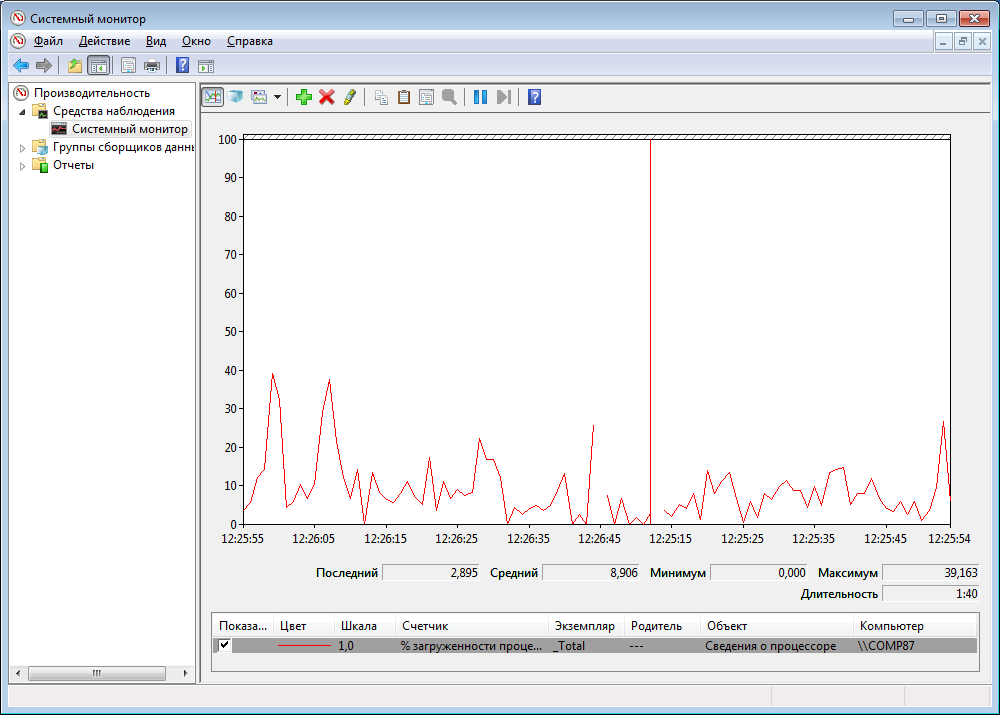 Системный монитор
Файл Действие Вид Окно Справка
Производительность
Средства наблюдения
Системный монитор
Группы сборщиков данн
Отчеты
100
90
80
70
60
50
40
30
20
10
0
12:25:55 12:26:05 12:26:15 12:26:25 12:26:35 12:26:45 12:25:15 12:25:25 12:25:35 12:25:45 12:25:54
Последний 2,895 Средний 8,906 Минимум 0,000 Максимум 39,163
Длительность 1:40
Показа... Цвет Шкала Счетчик Экземпляр Родитель Объект Компьютер
1,0 % загруженности проце... _Total --- Сведения о процессоре \\COMP87